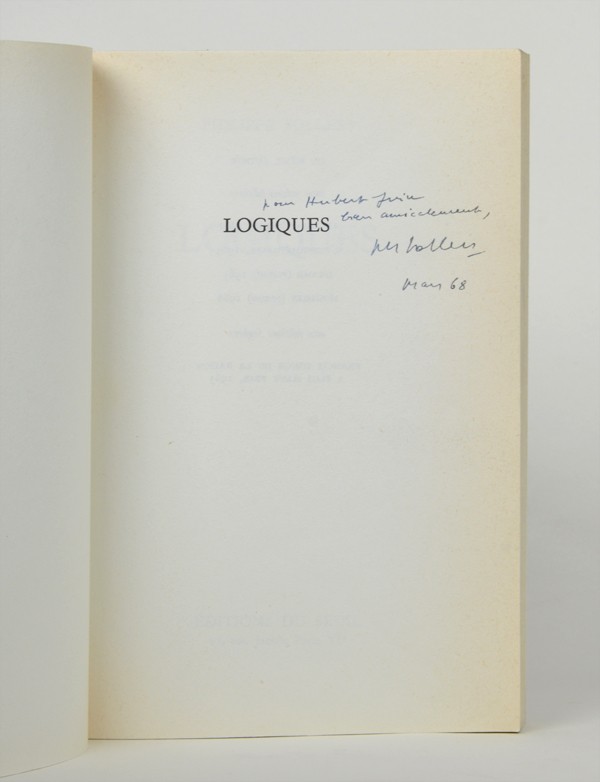 pour Hubert Juin
bien amicalement,
LOGIQUES
Ph Sollers
Mars 68